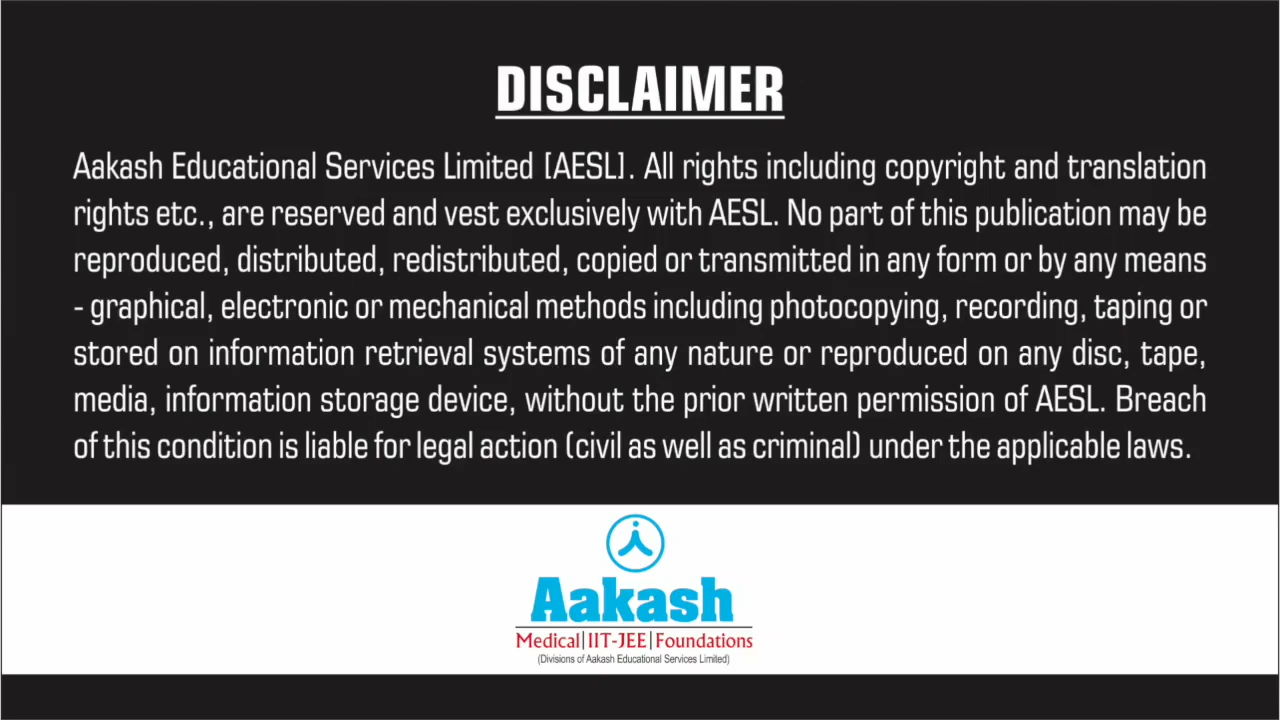 DISCLAIMER
Aakash Educational Services Limited [AESL]. All rights including copyright and translation
rights etc., are reserved and vest exclusively with AESL. No part of this publication may be
reproduced, distributed, redistributed, copied or transmitted in any form or by any means
- graphical, electronic or mechanical methods including photocopying, recording, taping or
stored on information retrieval systems of any nature or reproduced on any disc, tape,
media, information storage device, without the prior written permission of AESL. Breach
of this condition is liable for legal action (civil as well as criminal) under the applicable laws.
Aakash
Medical|IIT-JEE|Foundations
(Divisions of Aakash Educational Services Limited)